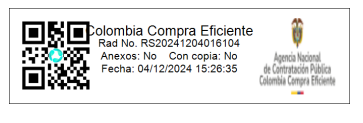 Colombia Compra Eficiente
Rad No. RS20241204016104
Anexos: No Con copia: No
Fecha: 04/12/2024 15:26:35
Agencia Nacional
de Contratación Pública
Colombia Compra Eficiente